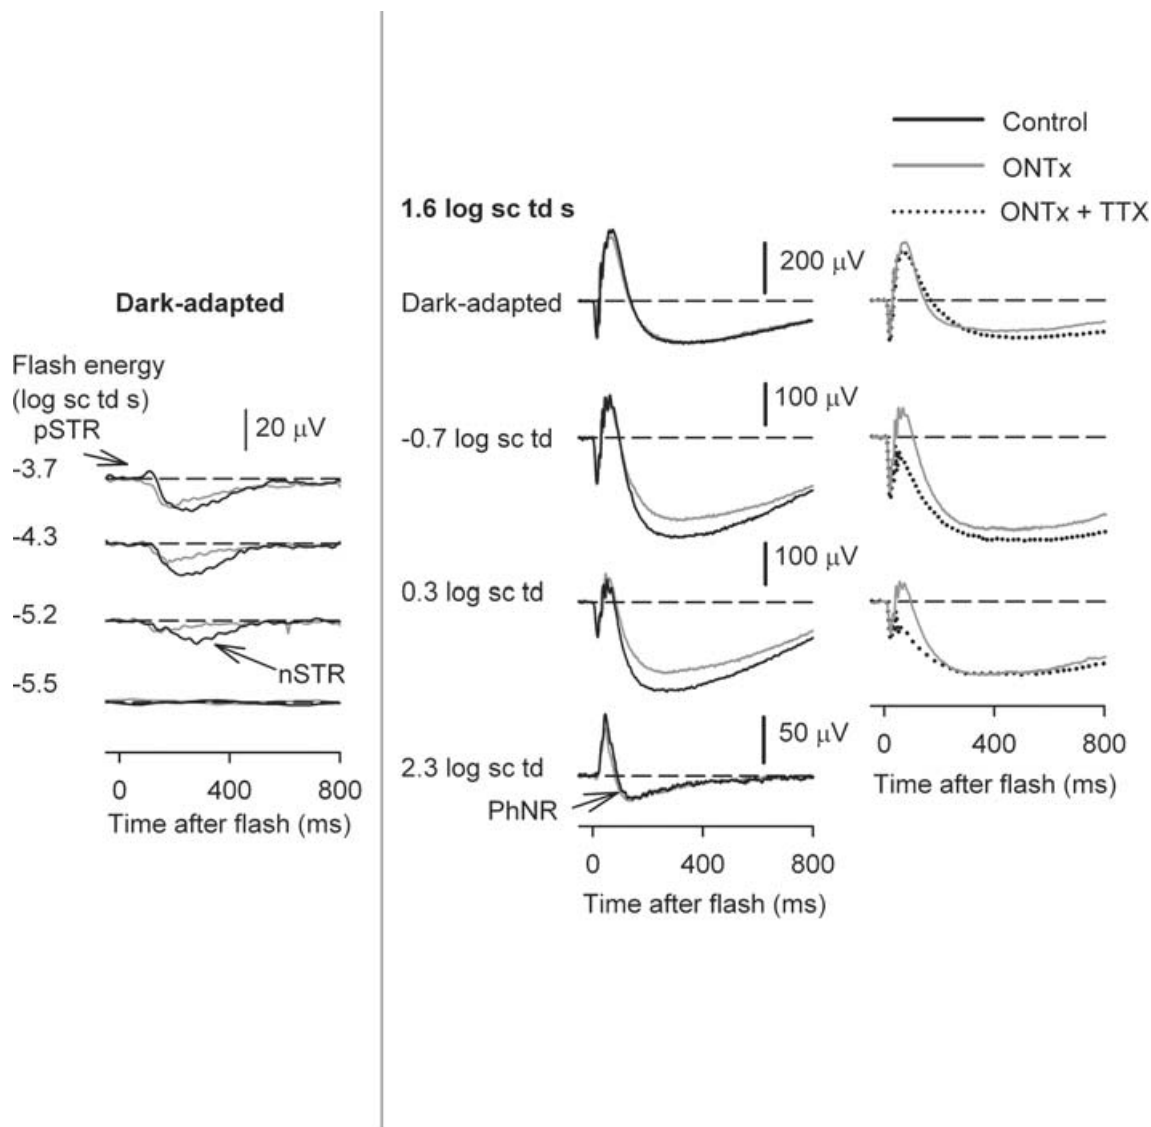 Dark-adapted
Flash energy
(log sc td s)
pSTR
20 μV
-3.7
-4.3
-5.2
nSTR
-5.5
0 400 800
Time after flash (ms)
Control
ONTx
ONTx + TTX
1.6 log sc td s
200 μV
Dark-adapted
100 μV
-0.7 log sc td
100 μV
0.3 log sc td
50 μV
2.3 log sc td
PhNR
0 400 800
Time after flash (ms)
0 400 800
Time after flash (ms)